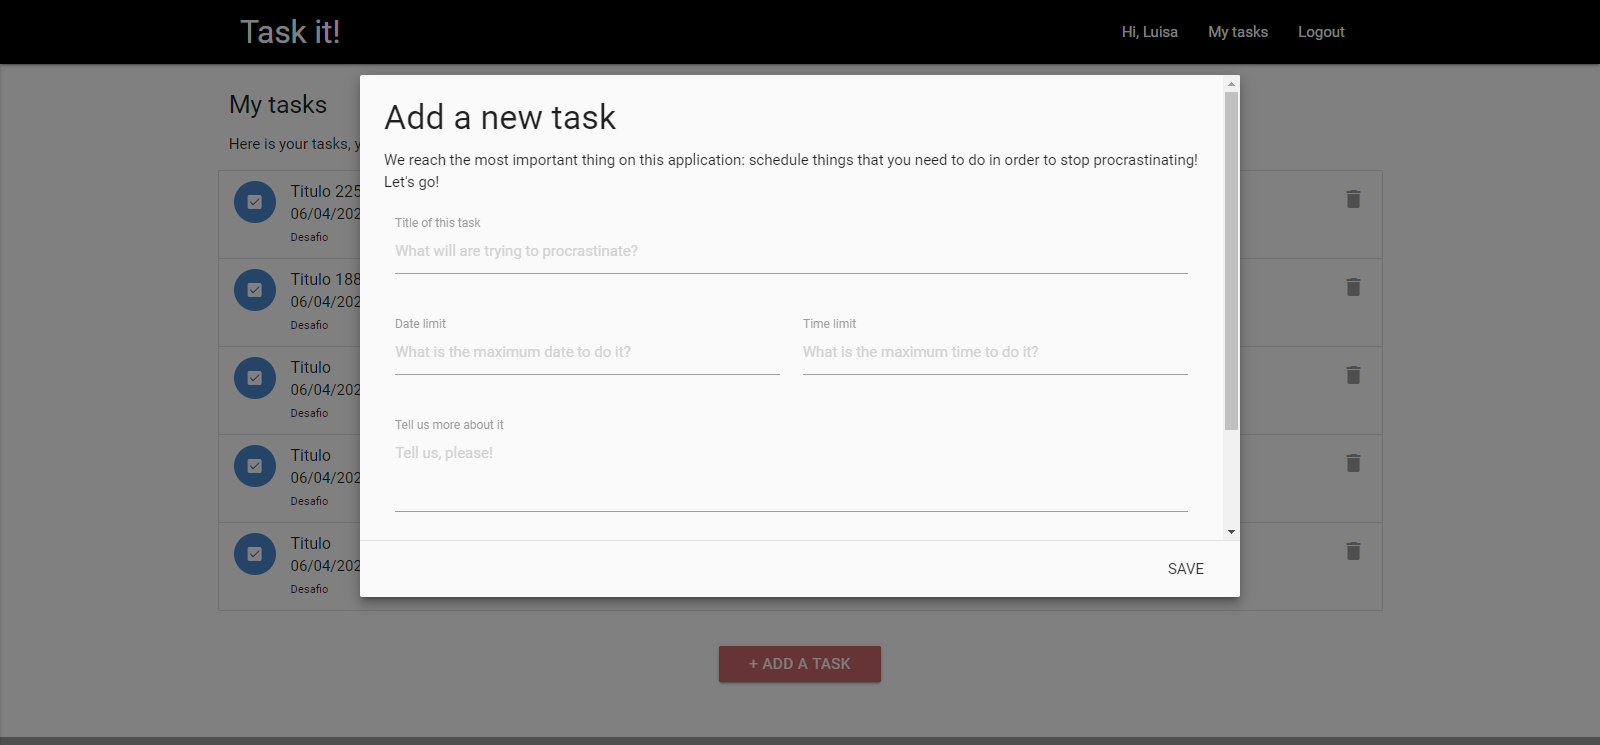 Task it!
Hi, Luisa
My tasks
Logout
My tasks
Here is your tasks,
Add a new task
We reach the most important thing on this application: schedule things that you need to do in order to stop procrastinating!
Let's go!
Title of this task
What will are trying to procrastinate?
Date limit
What is the maximum date to do it?
Time limit
What is the maximum time to do it?
Tell us more about it
Tell us, please!
SAVE
Titulo 225
06/04/202
Desafio
Titulo 188
06/04/202
Desafio
Titulo
06/04/202
Desafio
Titulo
06/04/202
Desafio
Titulo
06/04/202
Desafio
+ ADD A TASK